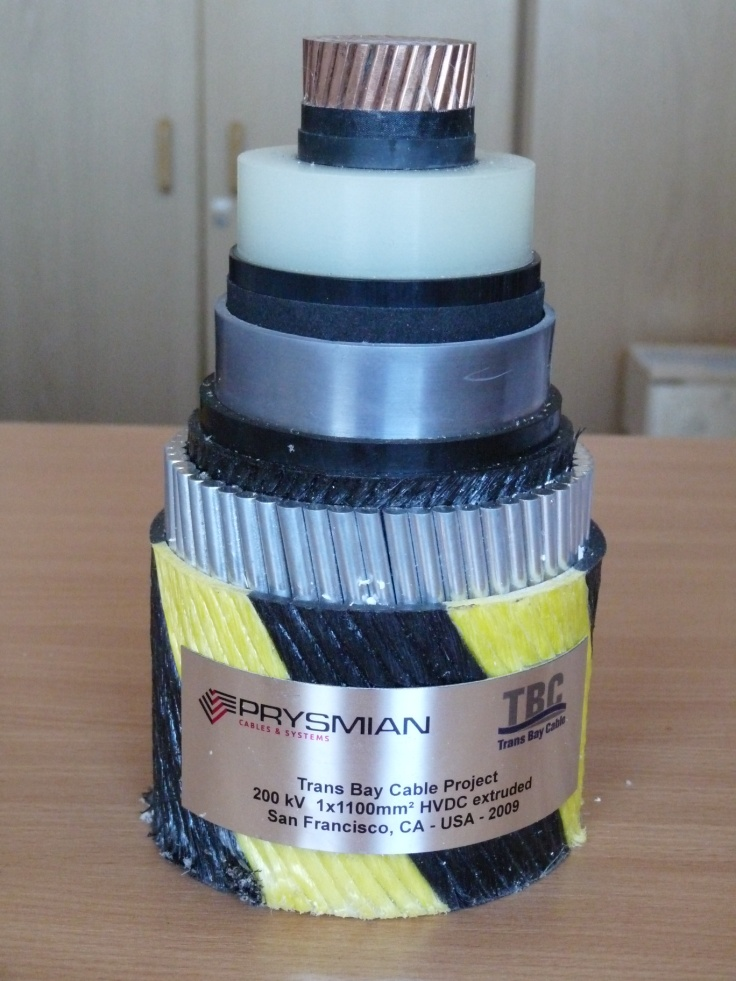 PRYSMIAN
CABLES & SYSTEMS
TBC
Trans Bay Cable
Trans Bay Cable Project
200 kV 1x1100mm² HVDC extruded
San Francisco, CA - USA - 2009